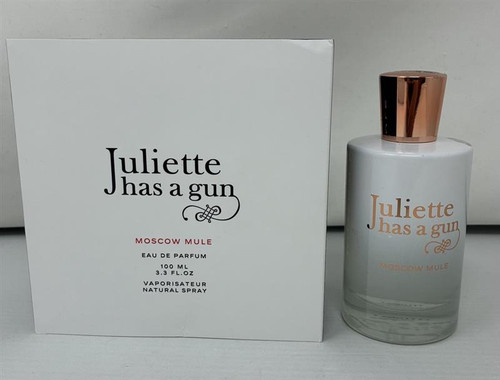 Juliette
has a gun
MOSCOW MULE
EAU DE PARFUM
100 ML
3.3 FL.OZ
VAPORISATEUR
NATURAL SPRAY
Juliette
has a gun
MOSCOW MULE